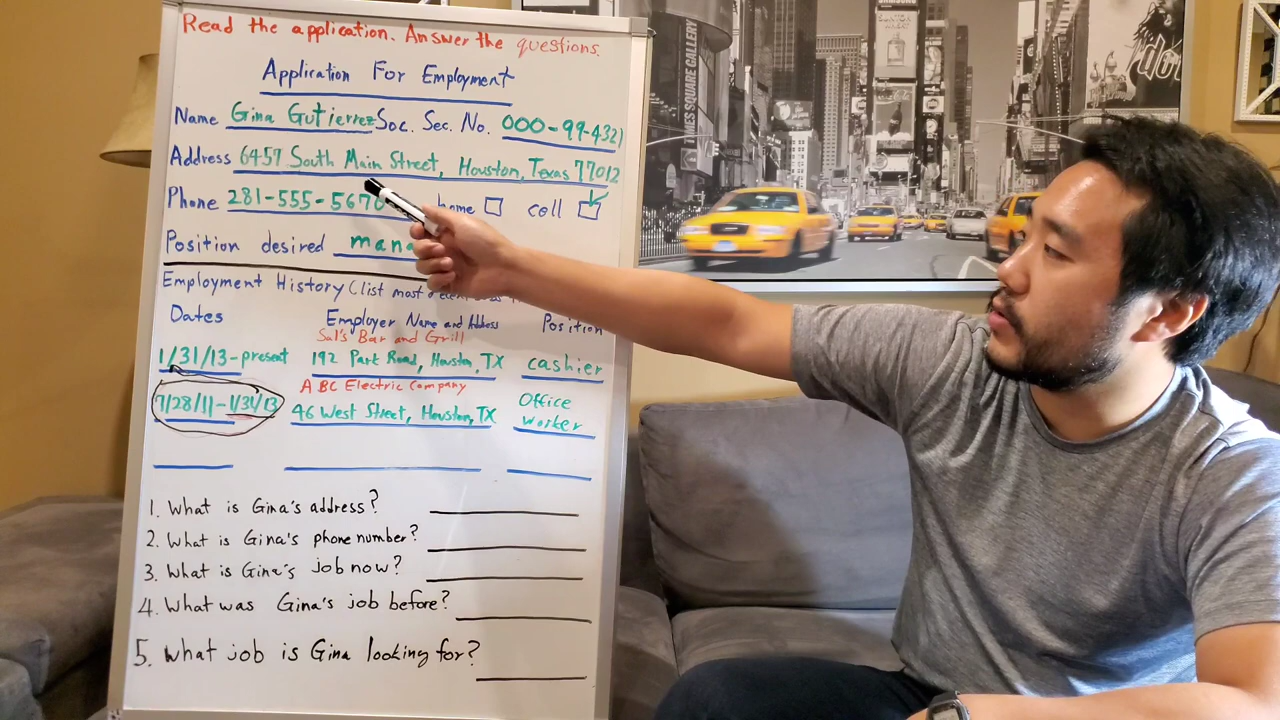 Read the application. Answer the questions.
Application For Employment
Name Gina Gutierrez Soc. Sec. No. 000-99-4321
Address 6457 South Main Street, Houston, Texas 77012
Phone 281-555-5678 home cell
Position desired mana
Employment History (list most recent
Dates Employer Name and Address Position
Sal's Bar and Grill
1/31/13-present 192 Park Road, Houston, TX cashier
ABC Electric Company
7/28/11-1/31/13 46 West Street, Houston, TX Office Worker
1. What is Gina's address?
2. What is Gina's phone number?
3. What is Gina's job now?
4. What was Gina's job before?
5. What job is Gina looking for?
TIMES SQUARE GALLERY